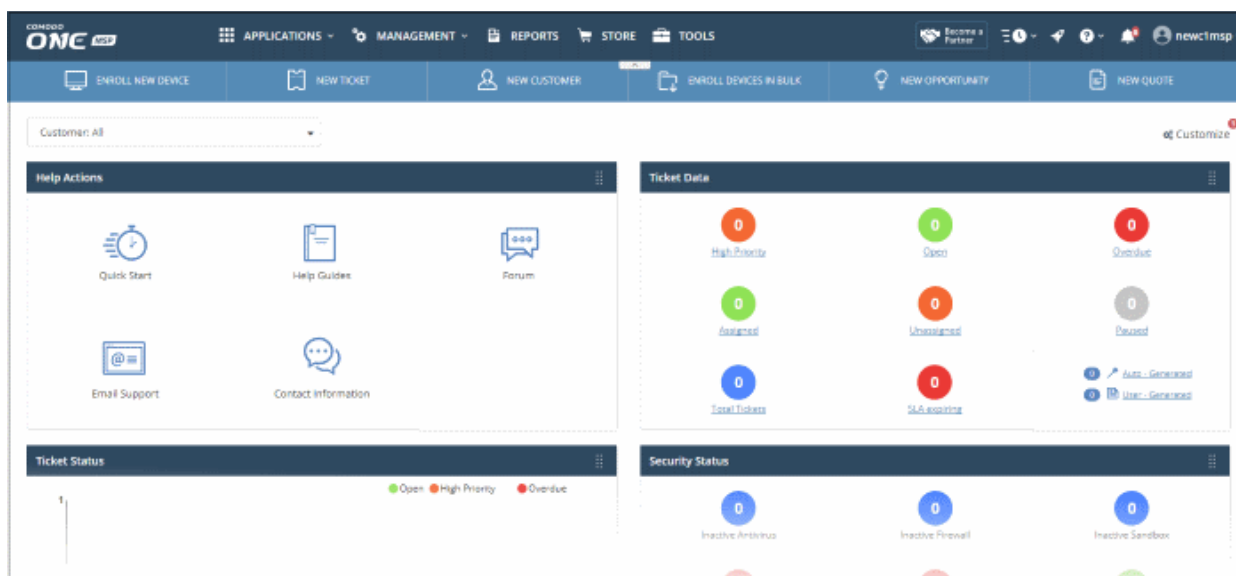 COMODO
ONE MSP
APPLICATIONS
MANAGEMENT
REPORTS
STORE
TOOLS
Become a
Partner
newc1msp
ENROLL NEW DEVICE
NEW TICKET
NEW CUSTOMER
ENROLL DEVICES IN BULK
NEW OPPORTUNITY
NEW QUOTE
Customer: All
Customize
Help Actions
Quick Start
Help Guides
Forum
Email Support
Contact Information
Ticket Data
0 0 0
High Priority Open Overdue
0 0 0
Assigned Unassigned Paused
0 0
Total Tickets SLA expiring
0 Auto - Generated
0 User - Generated
Ticket Status
Open High Priority Overdue
1
Security Status
0 0 0
Inactive Antivirus Inactive Firewall Inactive Sandbox